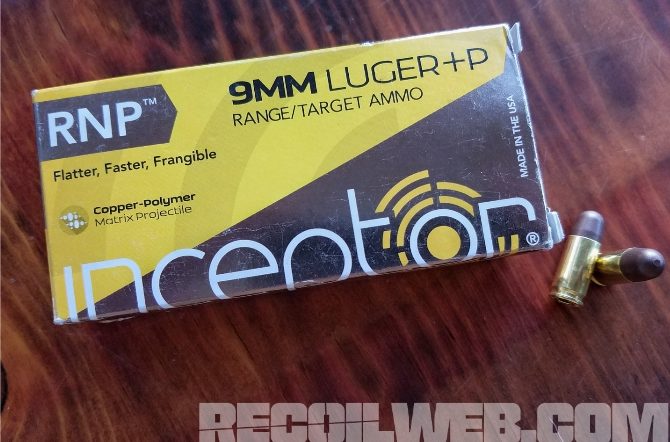 RNP™
9MM LUGER+P
RANGE/TARGET AMMO
Flatter, Faster, Frangible
Copper-Polymer
Matrix Projectile
MADE IN THE USA
inceptor®
RECOILWEB.COM